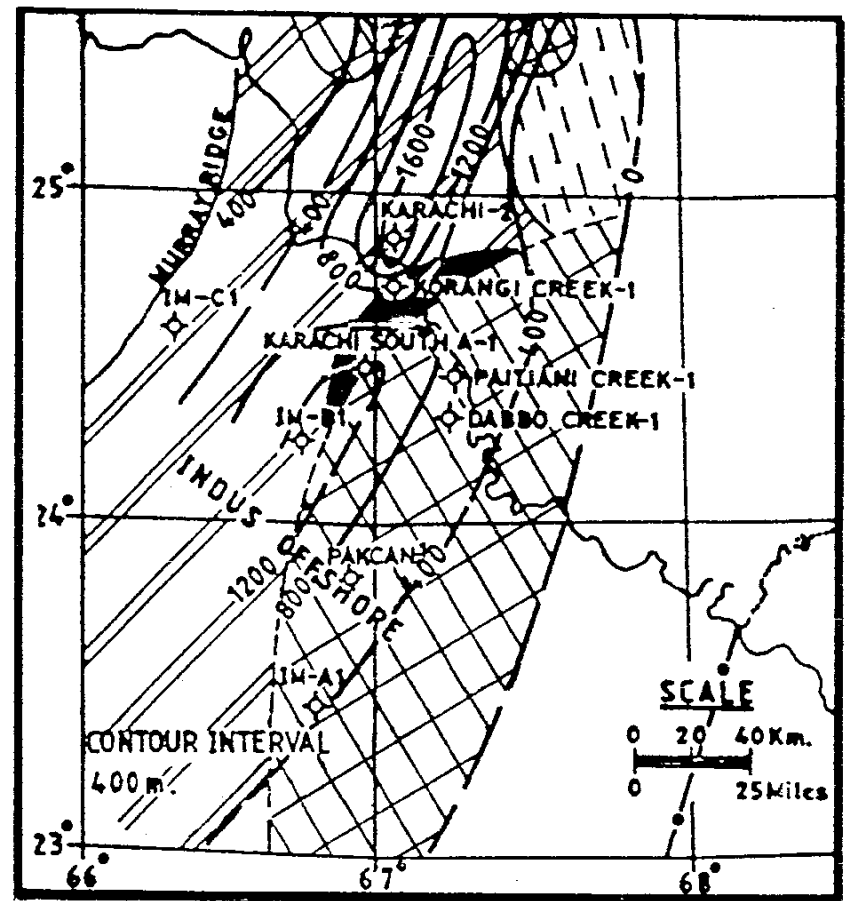 1600
1200
0
MURRAY RIDGE
25°
400
400
KARACHI-2
800
IM-C1
KORANGI CREEK-1
400
KARACHI SOUTH A-1
PAITIANI CREEK-1
IM-B1
DABBO CREEK-1
INDUS OFFSHORE
24°
PAKCAN-1
400
1200
800
IM-A1
SCALE
CONTOUR INTERVAL
400 m.
0 20 40 Km.
0 25 Miles
23°
66° 67° 68°